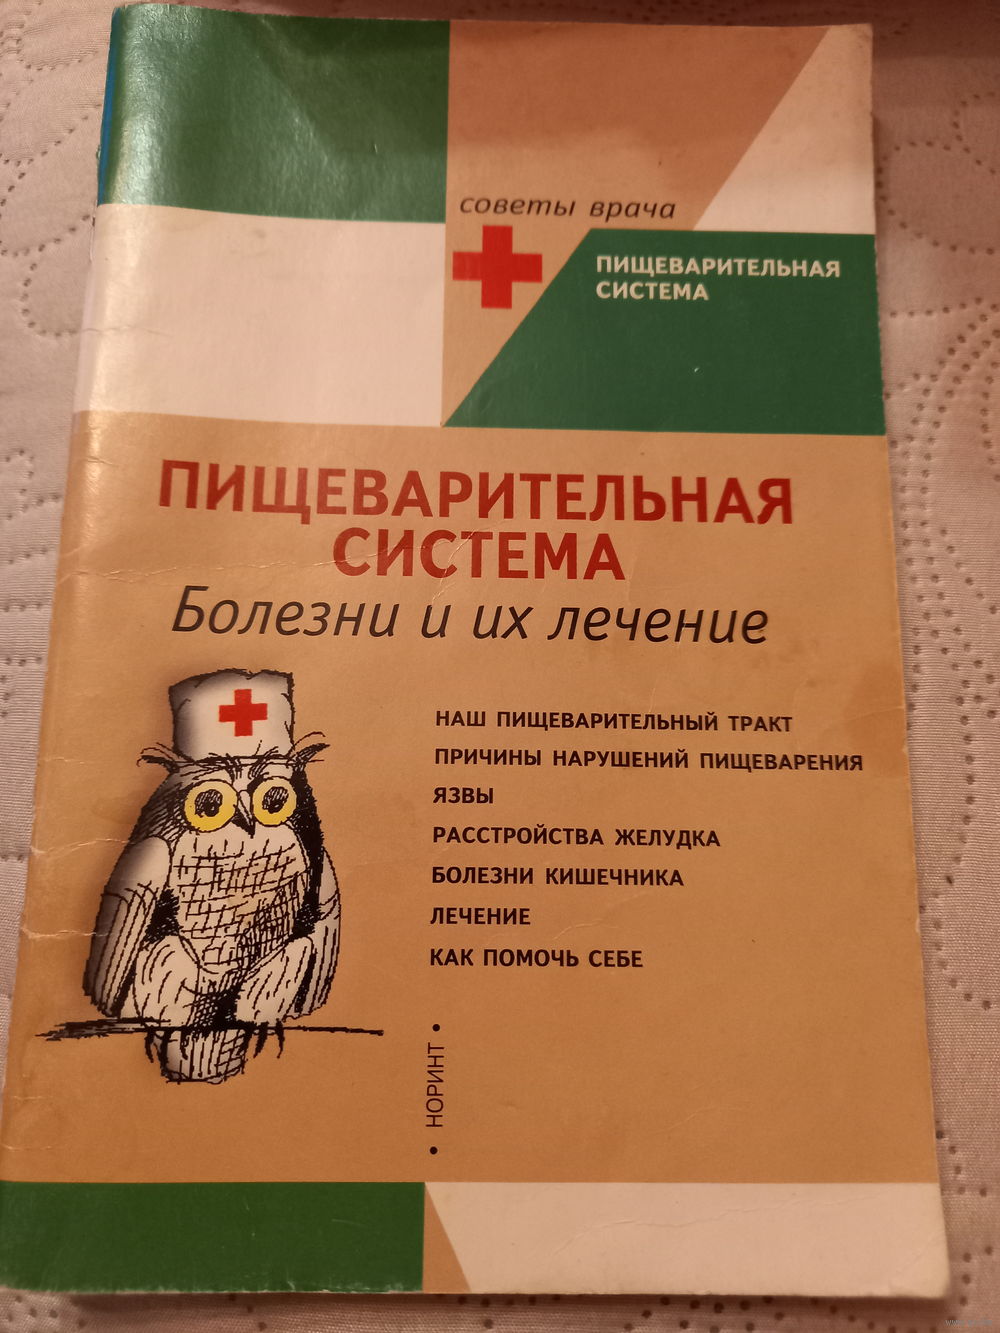 советы врача
ПИЩЕВАРИТЕЛЬНАЯ
СИСТЕМА
ПИЩЕВАРИТЕЛЬНАЯ
СИСТЕМА
Болезни и их лечение
НАШ ПИЩЕВАРИТЕЛЬНЫЙ ТРАКТ
ПРИЧИНЫ НАРУШЕНИЙ ПИЩЕВАРЕНИЯ
ЯЗВЫ
РАССТРОЙСТВА ЖЕЛУДКА
БОЛЕЗНИ КИШЕЧНИКА
ЛЕЧЕНИЕ
КАК ПОМОЧЬ СЕБЕ
• НОРИНТ •